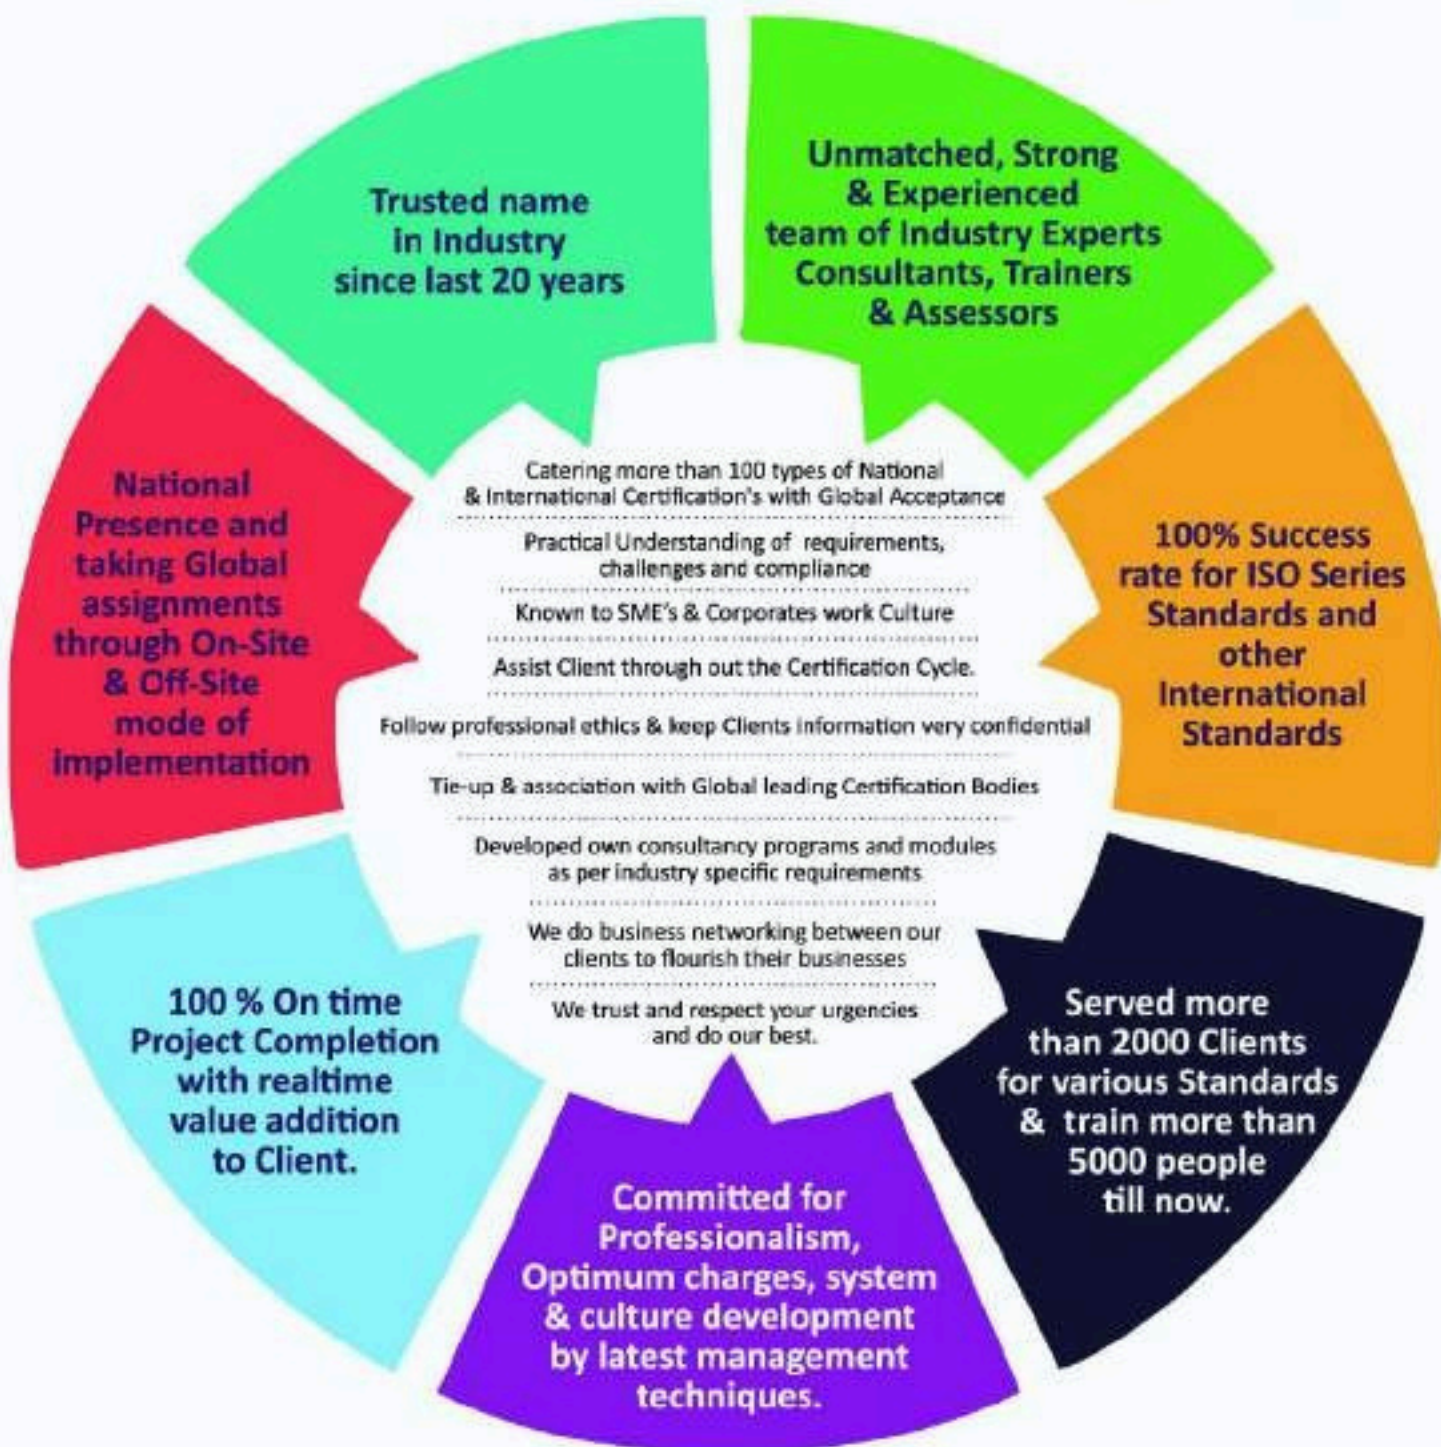 Trusted name
in Industry
since last 20 years
Unmatched, Strong
& Experienced
team of Industry Experts
Consultants, Trainers
& Assessors
100% Success
rate for ISO Series
Standards and
other
International
Standards
Served more
than 2000 Clients
for various Standards
& train more than
5000 people
till now.
Committed for
Professionalism,
Optimum charges, system
& culture development
by latest management
techniques.
100 % On time
Project Completion
with realtime
value addition
to Client.
National
Presence and
taking Global
assignments
through On-Site
& Off-Site
mode of
implementation
Catering more than 100 types of National
& International Certification's with Global Acceptance
Practical Understanding of requirements,
challenges and compliance
Known to SME's & Corporates work Culture
Assist Client through out the Certification Cycle.
Follow professional ethics & keep Clients information very confidential
Tie-up & association with Global leading Certification Bodies
Developed own consultancy programs and modules
as per industry specific requirements
We do business networking between our
clients to flourish their businesses
We trust and respect your urgencies
and do our best.